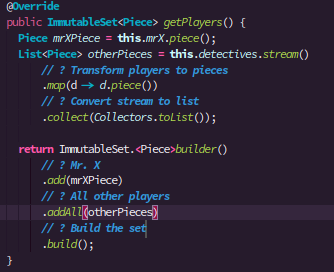 @Override
public ImmutableSet<Piece> getPlayers() {
  Piece mrXPiece = this.mrX.piece();
  List<Piece> otherPieces = this.detectives.stream()
      // ? Transform players to pieces
      .map(d → d.piece())
      // ? Convert stream to list
      .collect(Collectors.toList());

  return ImmutableSet.<Piece>builder()
      // ? Mr. X
      .add(mrXPiece)
      // ? All other players
      .addAll(otherPieces)
      // ? Build the set
      .build();
}